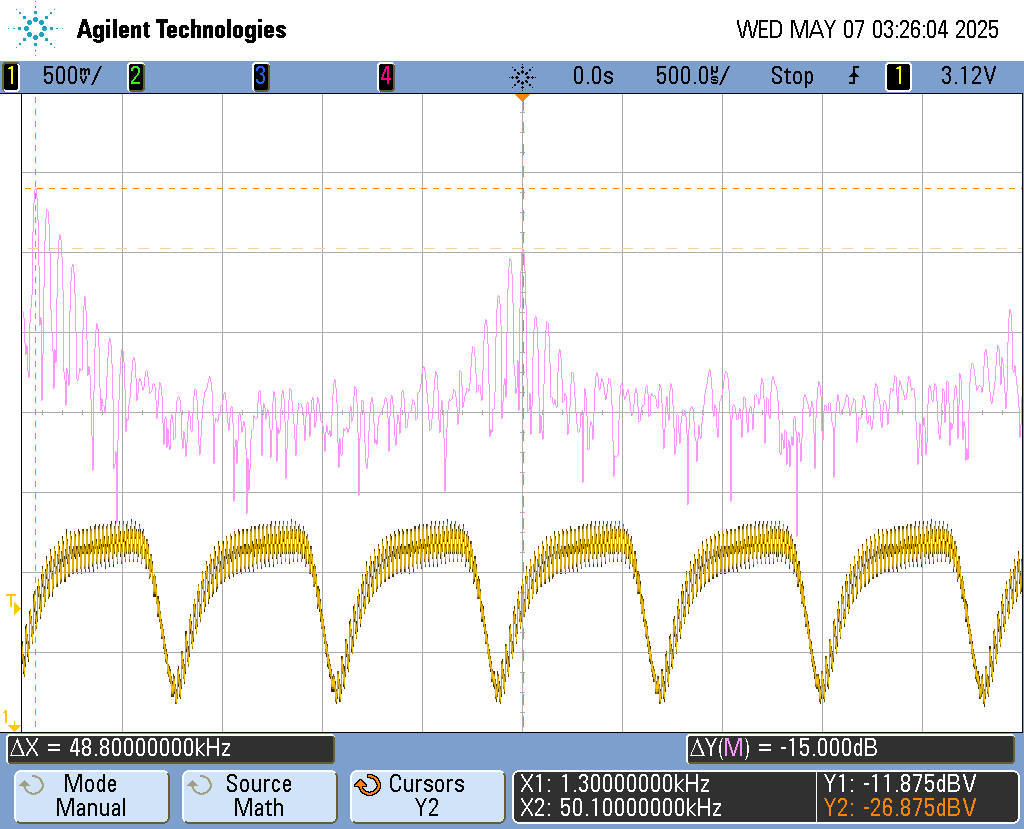 Agilent Technologies WED MAY 07 03:26:04 2025
1 500mV/ 2 3 4 0.0s 500.0us/ Stop 1 3.12V
T
1
ΔX = 48.80000000kHz ΔY(M) = -15.000dB
Mode Manual
Source Math
Cursors Y2
X1: 1.30000000kHz
X2: 50.10000000kHz
Y1: -11.875dBV
Y2: -26.875dBV